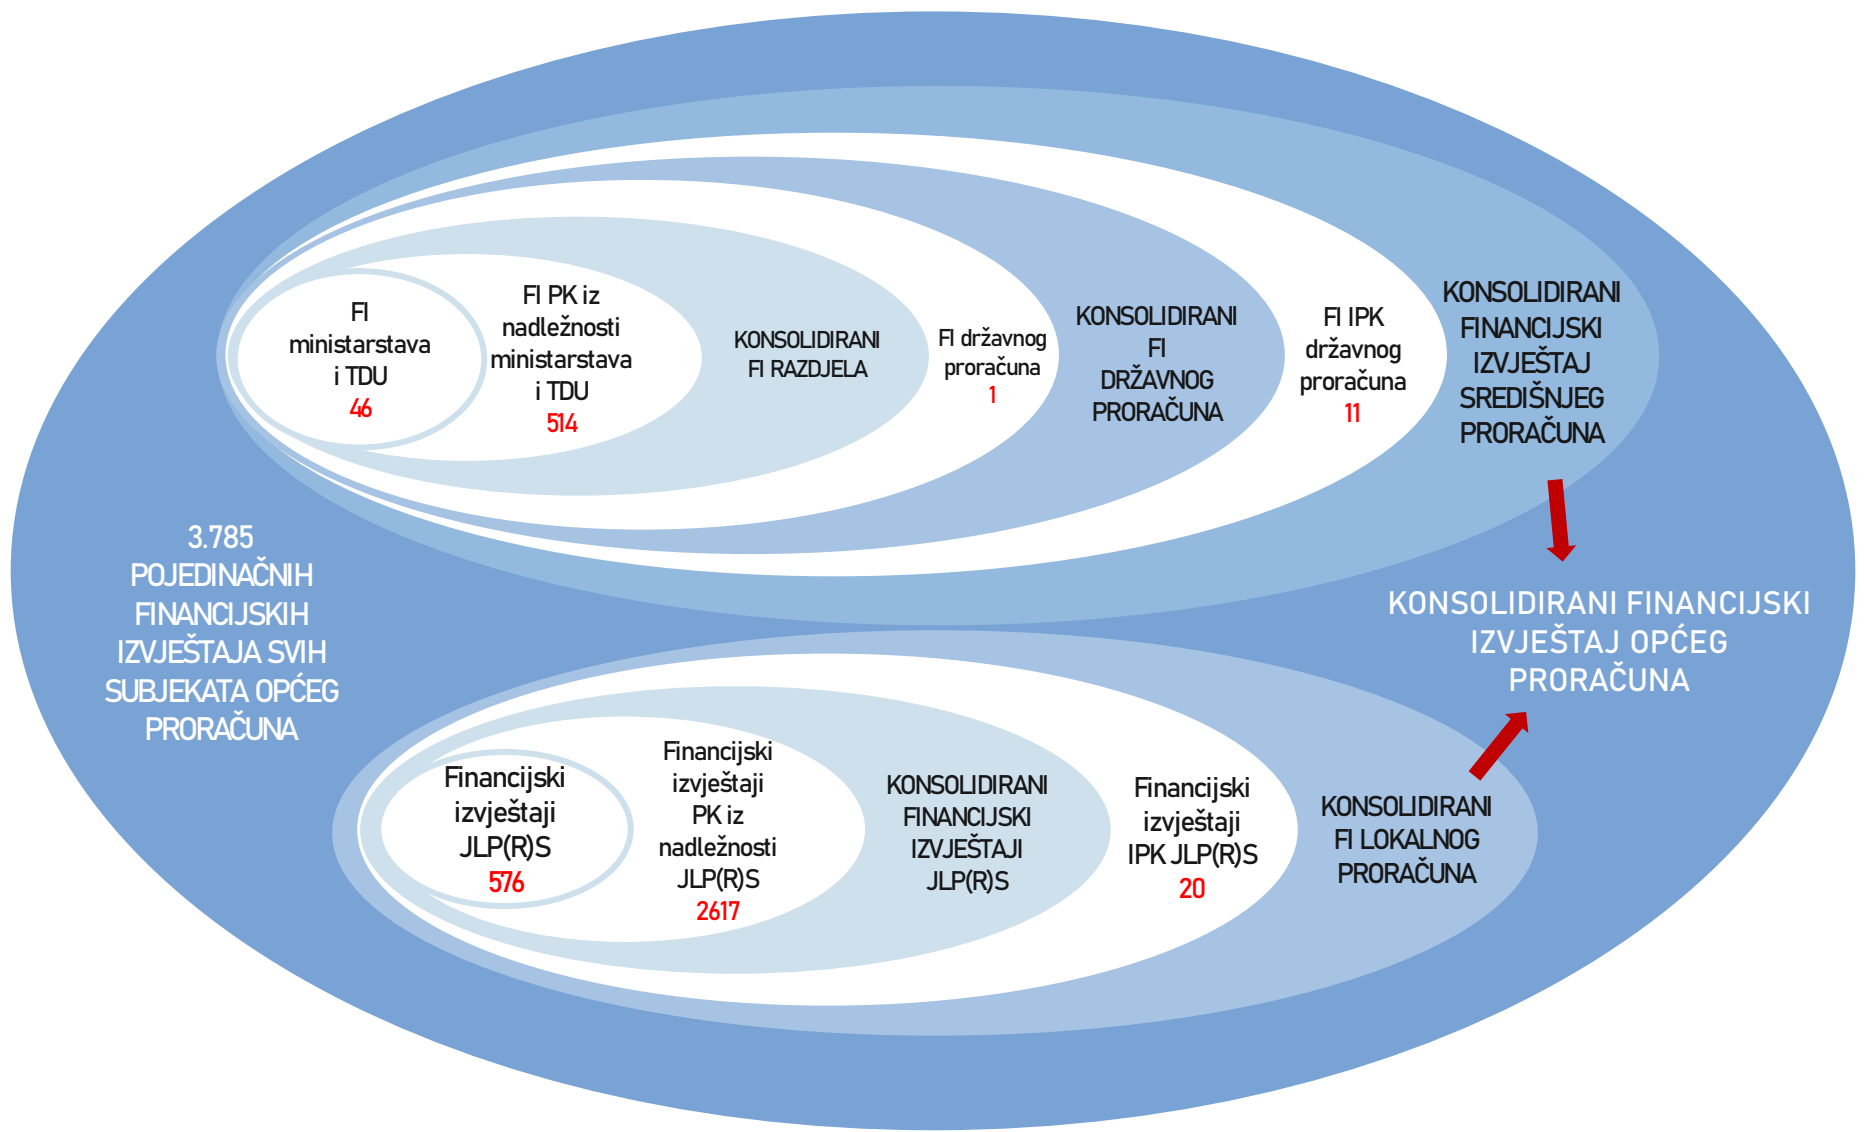 FI
ministarstava
i TDU
46
FI PK iz
nadležnosti
ministarstava
i TDU
514
KONSOLIDIRANI
FI RAZDJELA
FI državnog
proračuna
1
KONSOLIDIRANI
FI
DRŽAVNOG
PRORAČUNA
FI IPK
državnog
proračuna
11
KONSOLIDIRANI
FINANCIJSKI
IZVJEŠTAJ
SREDIŠNJEG
PRORAČUNA
3.785
POJEDINAČNIH
FINANCIJSKIH
IZVJEŠTAJA SVIH
SUBJEKATA OPĆEG
PRORAČUNA
KONSOLIDIRANI FINANCIJSKI
IZVJEŠTAJ OPĆEG
PRORAČUNA
Financijski
izvještaji
JLP(R)S
576
Financijski
izvještaji
PK iz
nadležnosti
JLP(R)S
2617
KONSOLIDIRANI
FINANCIJSKI
IZVJEŠTAJI
JLP(R)S
Financijski
izvještaji
IPK JLP(R)S
20
KONSOLIDIRANI
FI LOKALNOG
PRORAČUNA